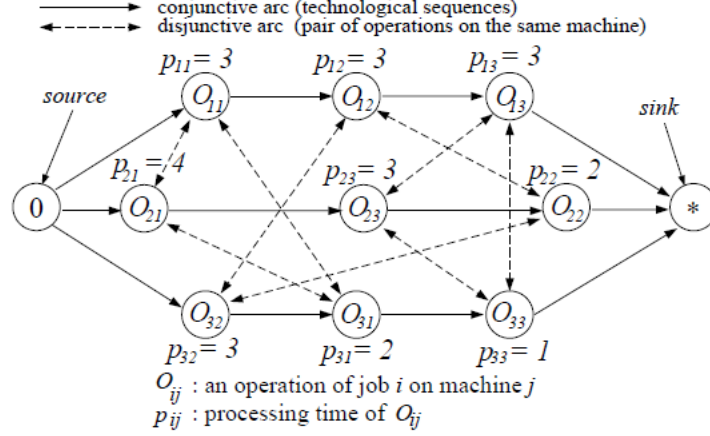 conjunctive arc (technological sequences)
disjunctive arc (pair of operations on the same machine)
p11 = 3 p12 = 3 p13 = 3
source O11 O12 O13 sink
p21 = 4 p23 = 3 p22 = 2
0 O21 O23 O22 *
O32 O31 O33
p32 = 3 p31 = 2 p33 = 1
Oij : an operation of job i on machine j
pij : processing time of Oij